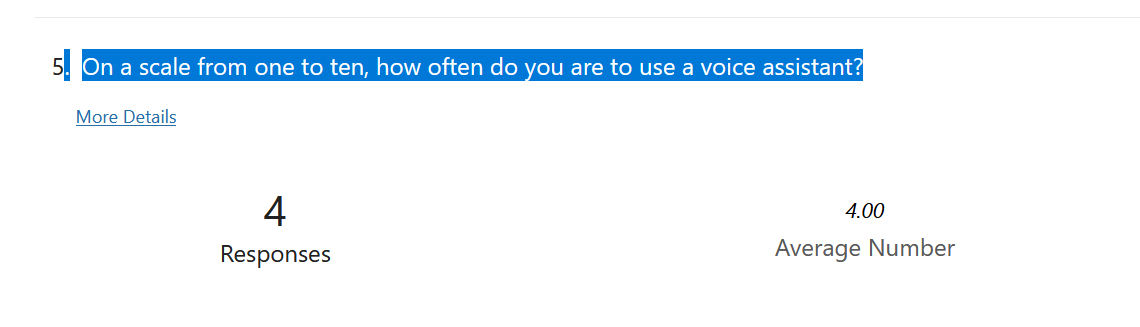 5. On a scale from one to ten, how often do you are to use a voice assistant?
More Details
4
Responses
4.00
Average Number